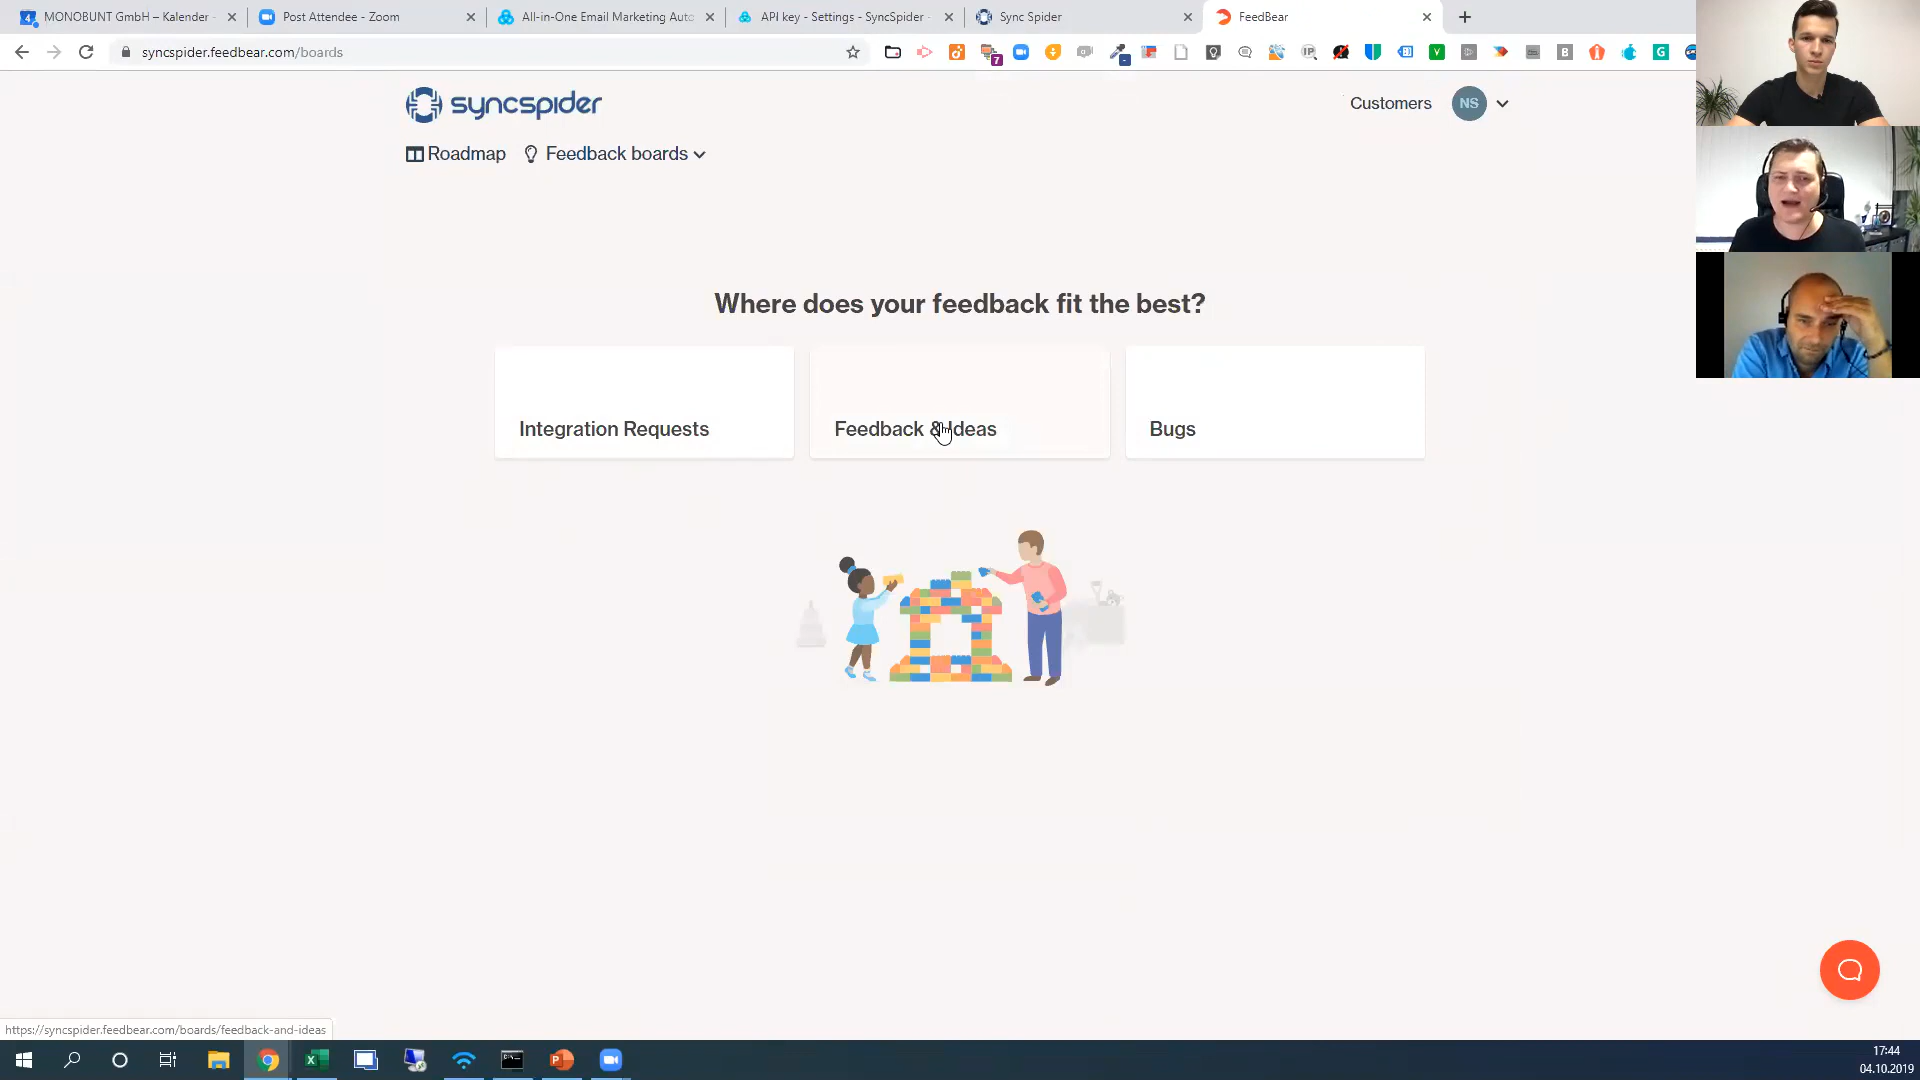 MONOBUNT GmbH – Kalender
Post Attendee - Zoom
All-in-One Email Marketing Auto
API key - Settings - SyncSpider -
Sync Spider
FeedBear
syncspider.feedbear.com/boards
syncspider
Customers
NS
Roadmap
Feedback boards
Where does your feedback fit the best?
Integration Requests
Feedback & Ideas
Bugs
https://syncspider.feedbear.com/boards/feedback-and-ideas
17:44
04.10.2019